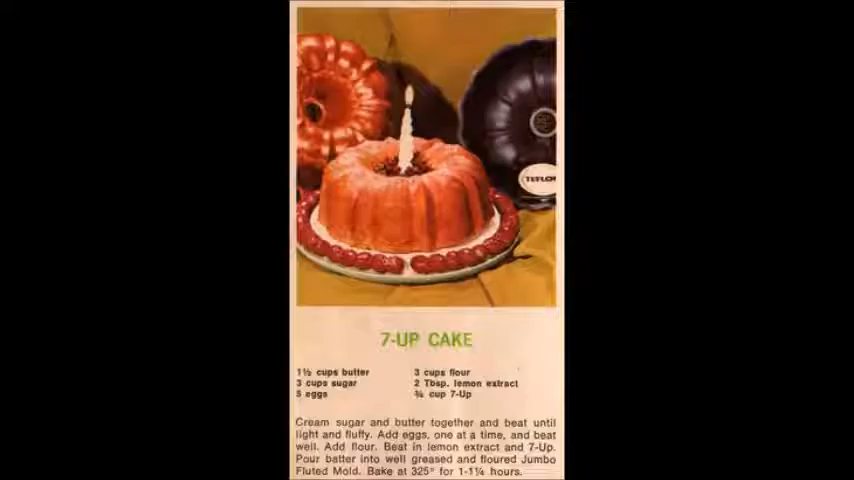 TEFLON
7-UP CAKE
1½ cups butter
3 cups sugar
5 eggs
3 cups flour
2 Tbsp. lemon extract
¾ cup 7-Up
Cream sugar and butter together and beat until
light and fluffy. Add eggs, one at a time, and beat
well. Add flour. Beat in lemon extract and 7-Up.
Pour batter into well greased and floured Jumbo
Fluted Mold. Bake at 325° for 1-1¼ hours.